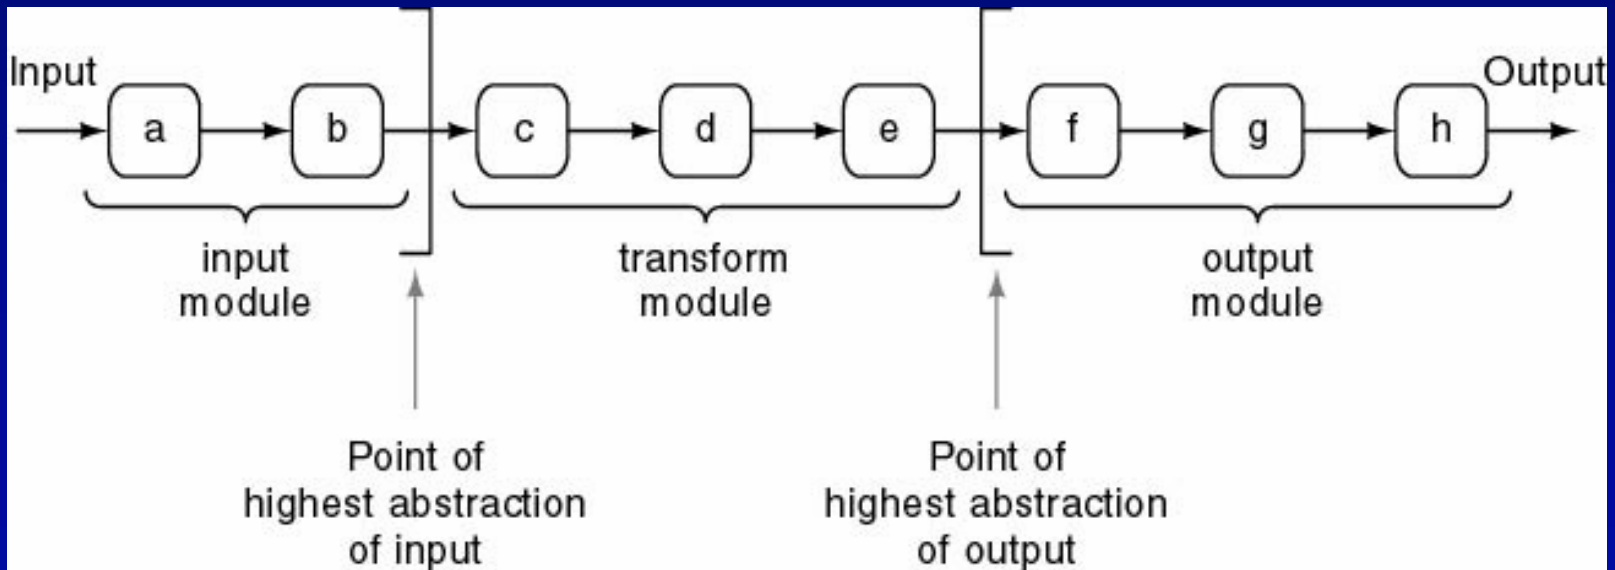 Input
Output
a
b
c
d
e
f
g
h
input
module
transform
module
output
module
Point of
highest abstraction
of input
Point of
highest abstraction
of output